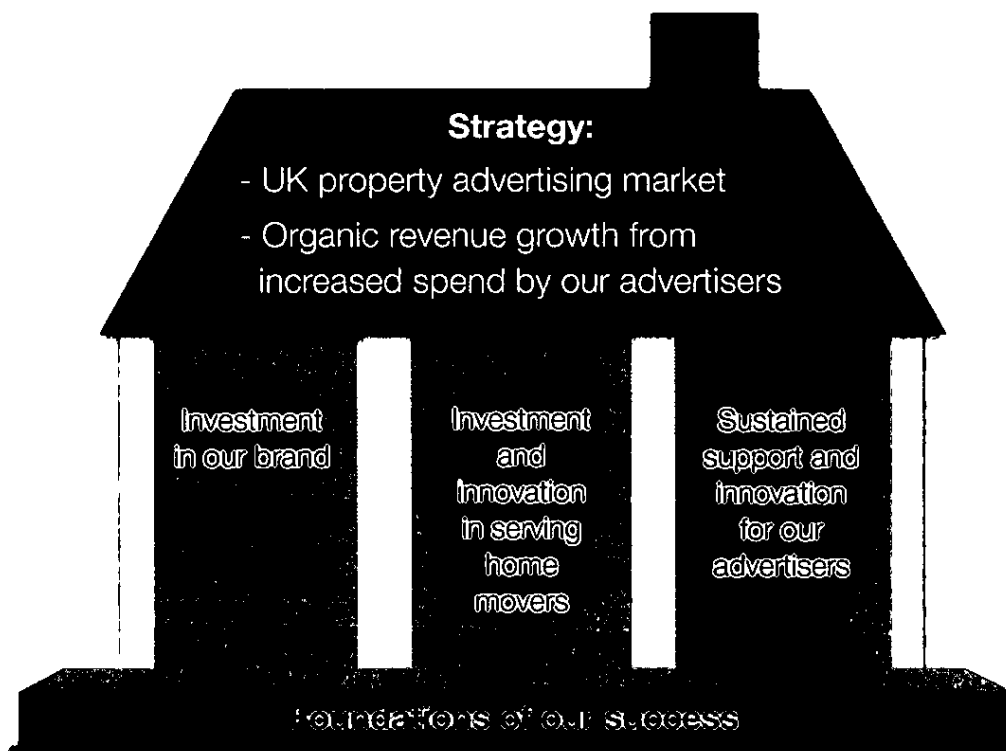 Strategy:
- UK property advertising market
- Organic revenue growth from
increased spend by our advertisers
Investment
in our brand
Investment
and
innovation
in serving
home
movers
Sustained
support and
innovation
for our
advertisers
Foundations of our success